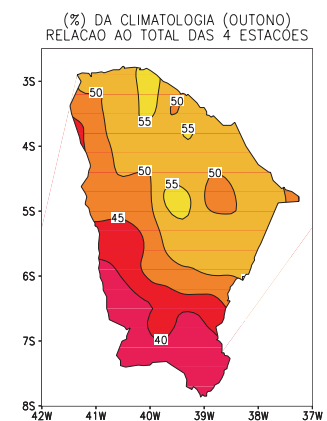 (%) DA CLIMATOLOGIA (OUTONO)
RELACAO AO TOTAL DAS 4 ESTACOES
3S
50
50
55
55
4S
50
55
50
5S
45
6S
7S
40
8S
42W 41W 40W 39W 38W 37W